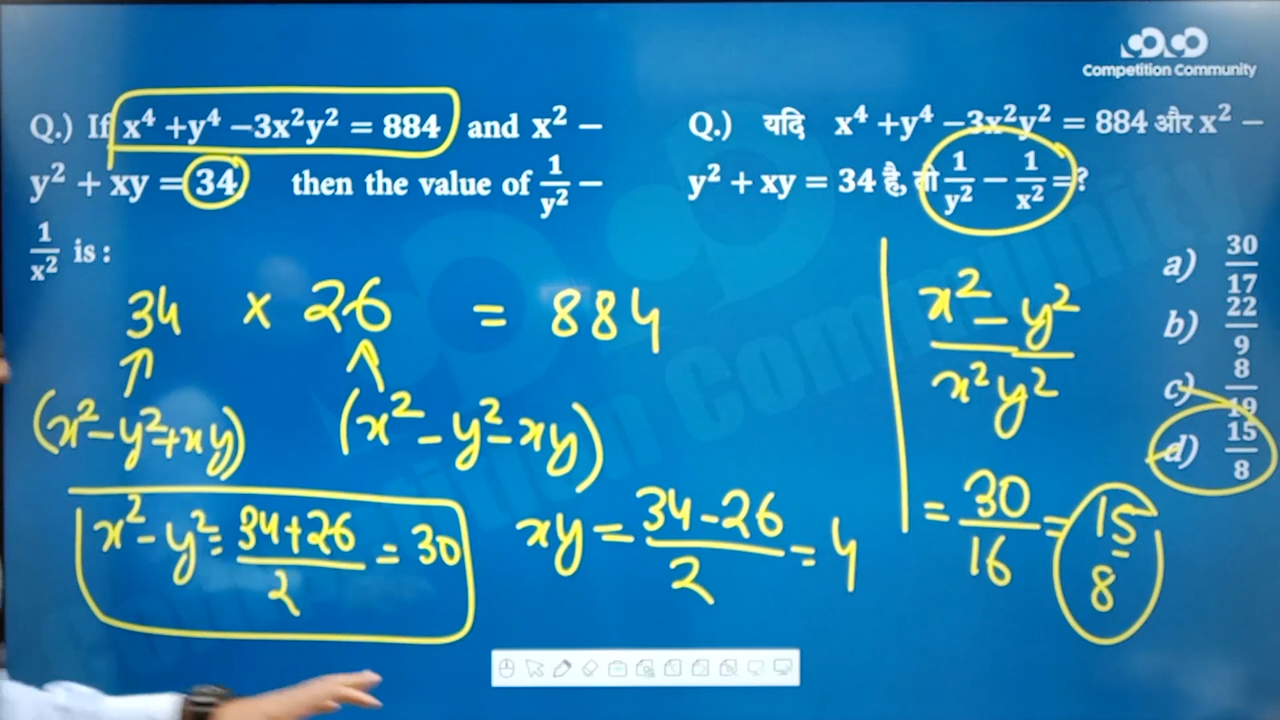 Competition Community
Q.) If x⁴ +y⁴ −3x²y² = 884 and x² −
y² + xy = 34 then the value of 1/y² −
1/x² is :
Q.) यदि x⁴ +y⁴ −3x²y² = 884 और x² −
y² + xy = 34 है, तो 1/y² − 1/x² = ?
a) 30/17
b) 22/9
c) 8/19
d) 15/8
34 × 26 = 884
(x²-y²+xy) (x²-y²-xy)
x²-y² = 34+26/2 = 30
xy = 34-26/2 = 4
x²-y²/x²y²
= 30/16 = 15/8